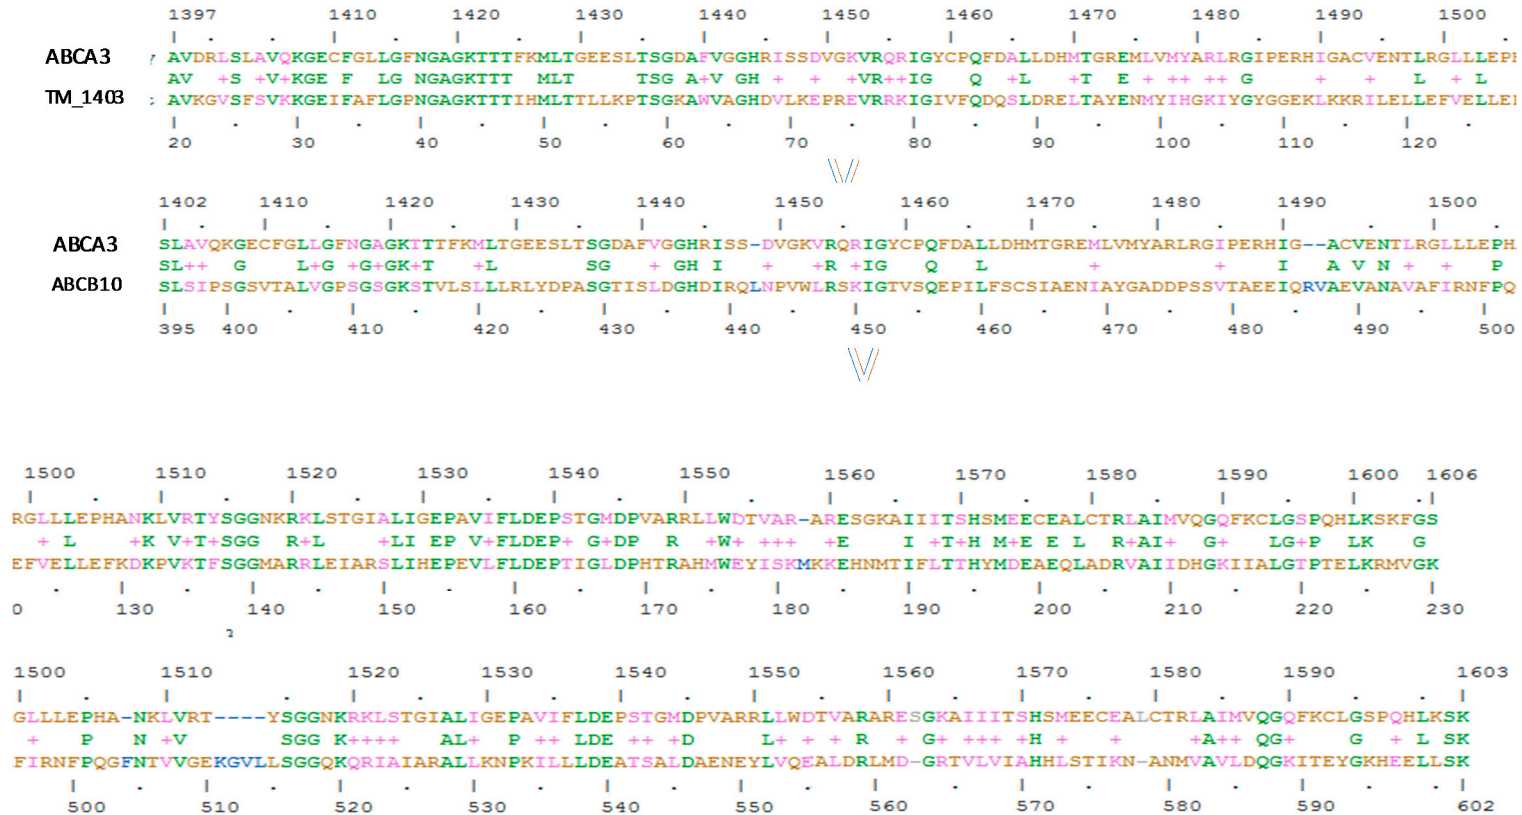 1397 1410 1420 1430 1440 1450 1460 1470 1480 1490 1500
ABCA3 AVDRLSLAVQKGECFGLLGFNGAGKTTTFKMLTGEESLTSGDAFVGGHRISSDVGKVRQRIGYCPQFDALLDHMTGREMLVMYARLRGIPERHIGACVENTLRGLLLEPH
AV +S +V+KGE F LG NGAGKTTT MLT TSG A+V GH + + +VR++IG Q +L +T E + ++ ++ G + + L + L
TM_1403 AVKGVSFSVKKGEIFAFLGPNGAGKTTTIHMLTTLLKPTSGKAWVAGHDVLKEPREVRRKIGIVFQDQSLDRELTAYENMYIHGKIYGYGGEKLKKRILELLEFVELLE
20 30 40 50 60 70 80 90 100 110 120
1402 1410 1420 1430 1440 1450 1460 1470 1480 1490 1500
ABCA3 SLAVQKGECFGLLGFNGAGKTTTFKMLTGEESLTSGDAFVGGHRISS-DVGKVRQRIGYCPQFDALLDHMTGREMLVMYARLRGIPERHIG--ACVENTLRGLLLEPH
SL++ G L+G +G+GK+T +L SG + GH I + +R +IG Q L + + I A V N + + P
ABCB10 SLSIPSGSVTALVGPSGSGKSTVLSLLLRLYDPASGTISLDGHDIRQLNPVWLRSKIGTVSQEPILFSCSIAENIAYGADDPSSVTAEEIQRVAEVANAVAFIRNFPQ
395 400 410 420 430 440 450 460 470 480 490 500
1500 1510 1520 1530 1540 1550 1560 1570 1580 1590 1600 1606
RGLLLEPHANKLVRTYSGGNKRKLSTGIALIGEPAVIFLDEPSTGMDPVARRLLWDTVAR-ARESGKAIIITSHSMEECEALCTRLAIMVQGQFKCLGSPQHLKSKFGS
+ L +K V+T+SGG R+L +LI EP V+FLDEP+ G+DP R +W+ +++ +E I +T+H M+E E L R+AI+ G+ LG+P LK G
EFVELLEFKDKPVKTFSGGMARRLEIARSLIHEPEVLFLDEPTIGLDPHTRAHMWEYISKMKKEHNMTIFLTTHYMDEAEQLADRVAIIDHGKIIALGTPTELKRMVGK
0 130 140 150 160 170 180 190 200 210 220 230
1500 1510 1520 1530 1540 1550 1560 1570 1580 1590 1603
GLLLEPHA-NKLVRT----YSGGNKRKLSTGIALIGEPAVIFLDEPSTGMDPVARRLLWDTVARARESGKAIIITSHSMEECEALCTRLAIMVQGQFKCLGSPQHLKSK
+ P N +V SGG K++++ AL+ P ++ LDE ++ +D L+ + + R + G+ +++ +H + + +A++ QG+ G + L SK
FIRNFPQGFNTVVGEKGVLLSGGQKQRIAIARALLKNPKILLLDEATSALDAENEYLVQEALDRLMD-GRTVLVIAHHLSTIKN-ANMVAVLDQGKITEYGKHEELLSK
500 510 520 530 540 550 560 570 580 590 602